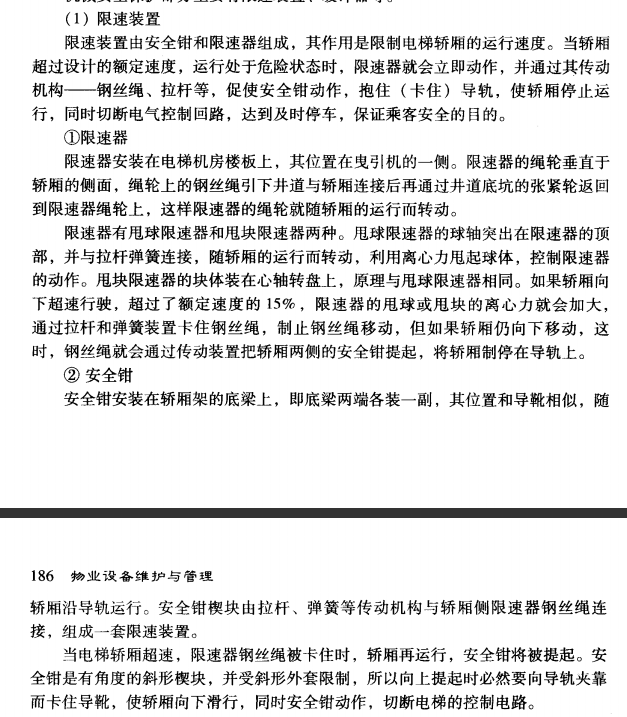 （1）限速装置
限速装置由安全钳和限速器组成，其作用是限制电梯轿厢的运行速度。当轿厢
超过设计的额定速度，运行处于危险状态时，限速器就会立即动作，并通过其传动
机构——钢丝绳、拉杆等，促使安全钳动作，抱住（卡住）导轨，使轿厢停止运
行，同时切断电气控制回路，达到及时停车，保证乘客安全的目的。
①限速器
限速器安装在电梯机房楼板上，其位置在曳引机的一侧。限速器的绳轮垂直于
轿厢的侧面，绳轮上的钢丝绳引下井道与轿厢连接后再通过井道底坑的张紧轮返回
到限速器绳轮上，这样限速器的绳轮就随轿厢的运行而转动。
限速器有甩球限速器和甩块限速器两种。甩球限速器的球轴突出在限速器的顶
部，并与拉杆弹簧连接，随轿厢的运行而转动，利用离心力甩起球体，控制限速器
的动作。甩块限速器的块体装在心轴转盘上，原理与甩球限速器相同。如果轿厢向
下超速行驶，超过了额定速度的 15%，限速器的甩球或甩块的离心力就会加大，
通过拉杆和弹簧装置卡住钢丝绳，制止钢丝绳移动，但如果轿厢仍向下移动，这
时，钢丝绳就会通过传动装置把轿厢两侧的安全钳提起，将轿厢制停在导轨上。
② 安全钳
安全钳安装在轿厢架的底梁上，即底梁两端各装一副，其位置和导靴相似，随
186 物业设备维护与管理
轿厢沿导轨运行。安全钳楔块由拉杆、弹簧等传动机构与轿厢侧限速器钢丝绳连
接，组成一套限速装置。
当电梯轿厢超速，限速器钢丝绳被卡住时，轿厢再运行，安全钳将被提起。安
全钳是有角度的斜形楔块，并受斜形外套限制，所以向上提起时必然要向导轨夹靠
而卡住导靴，使轿厢向下滑行，同时安全钳动作，切断电梯的控制电路。